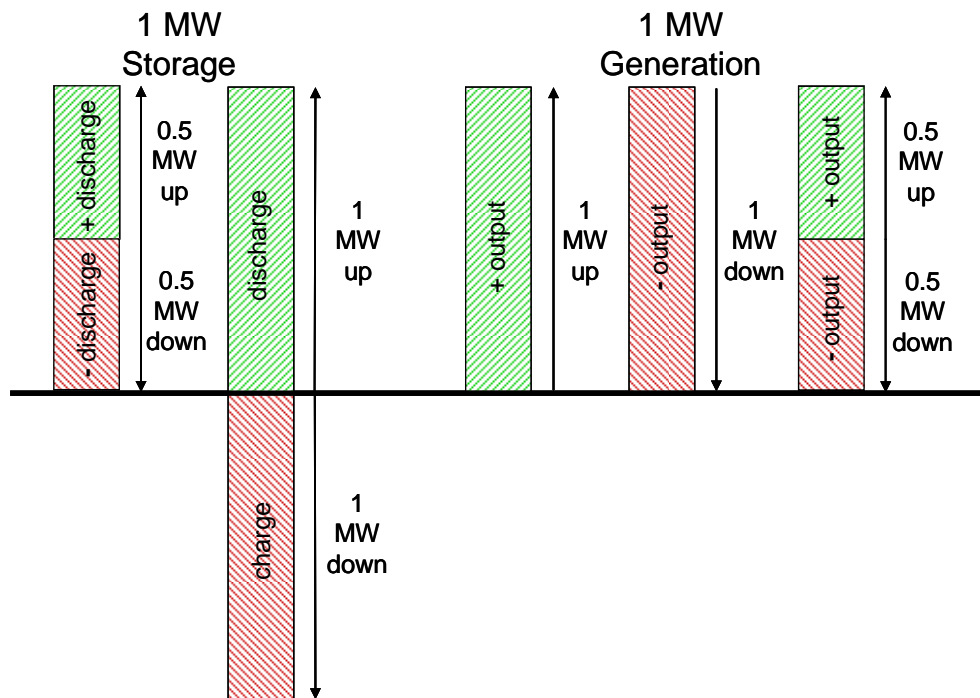 1 MW
Storage
+ discharge
- discharge
0.5
MW
up
0.5
MW
down
discharge
charge
1
MW
up
1
MW
down
1 MW
Generation
+ output
1
MW
up
- output
1
MW
down
+ output
- output
0.5
MW
up
0.5
MW
down